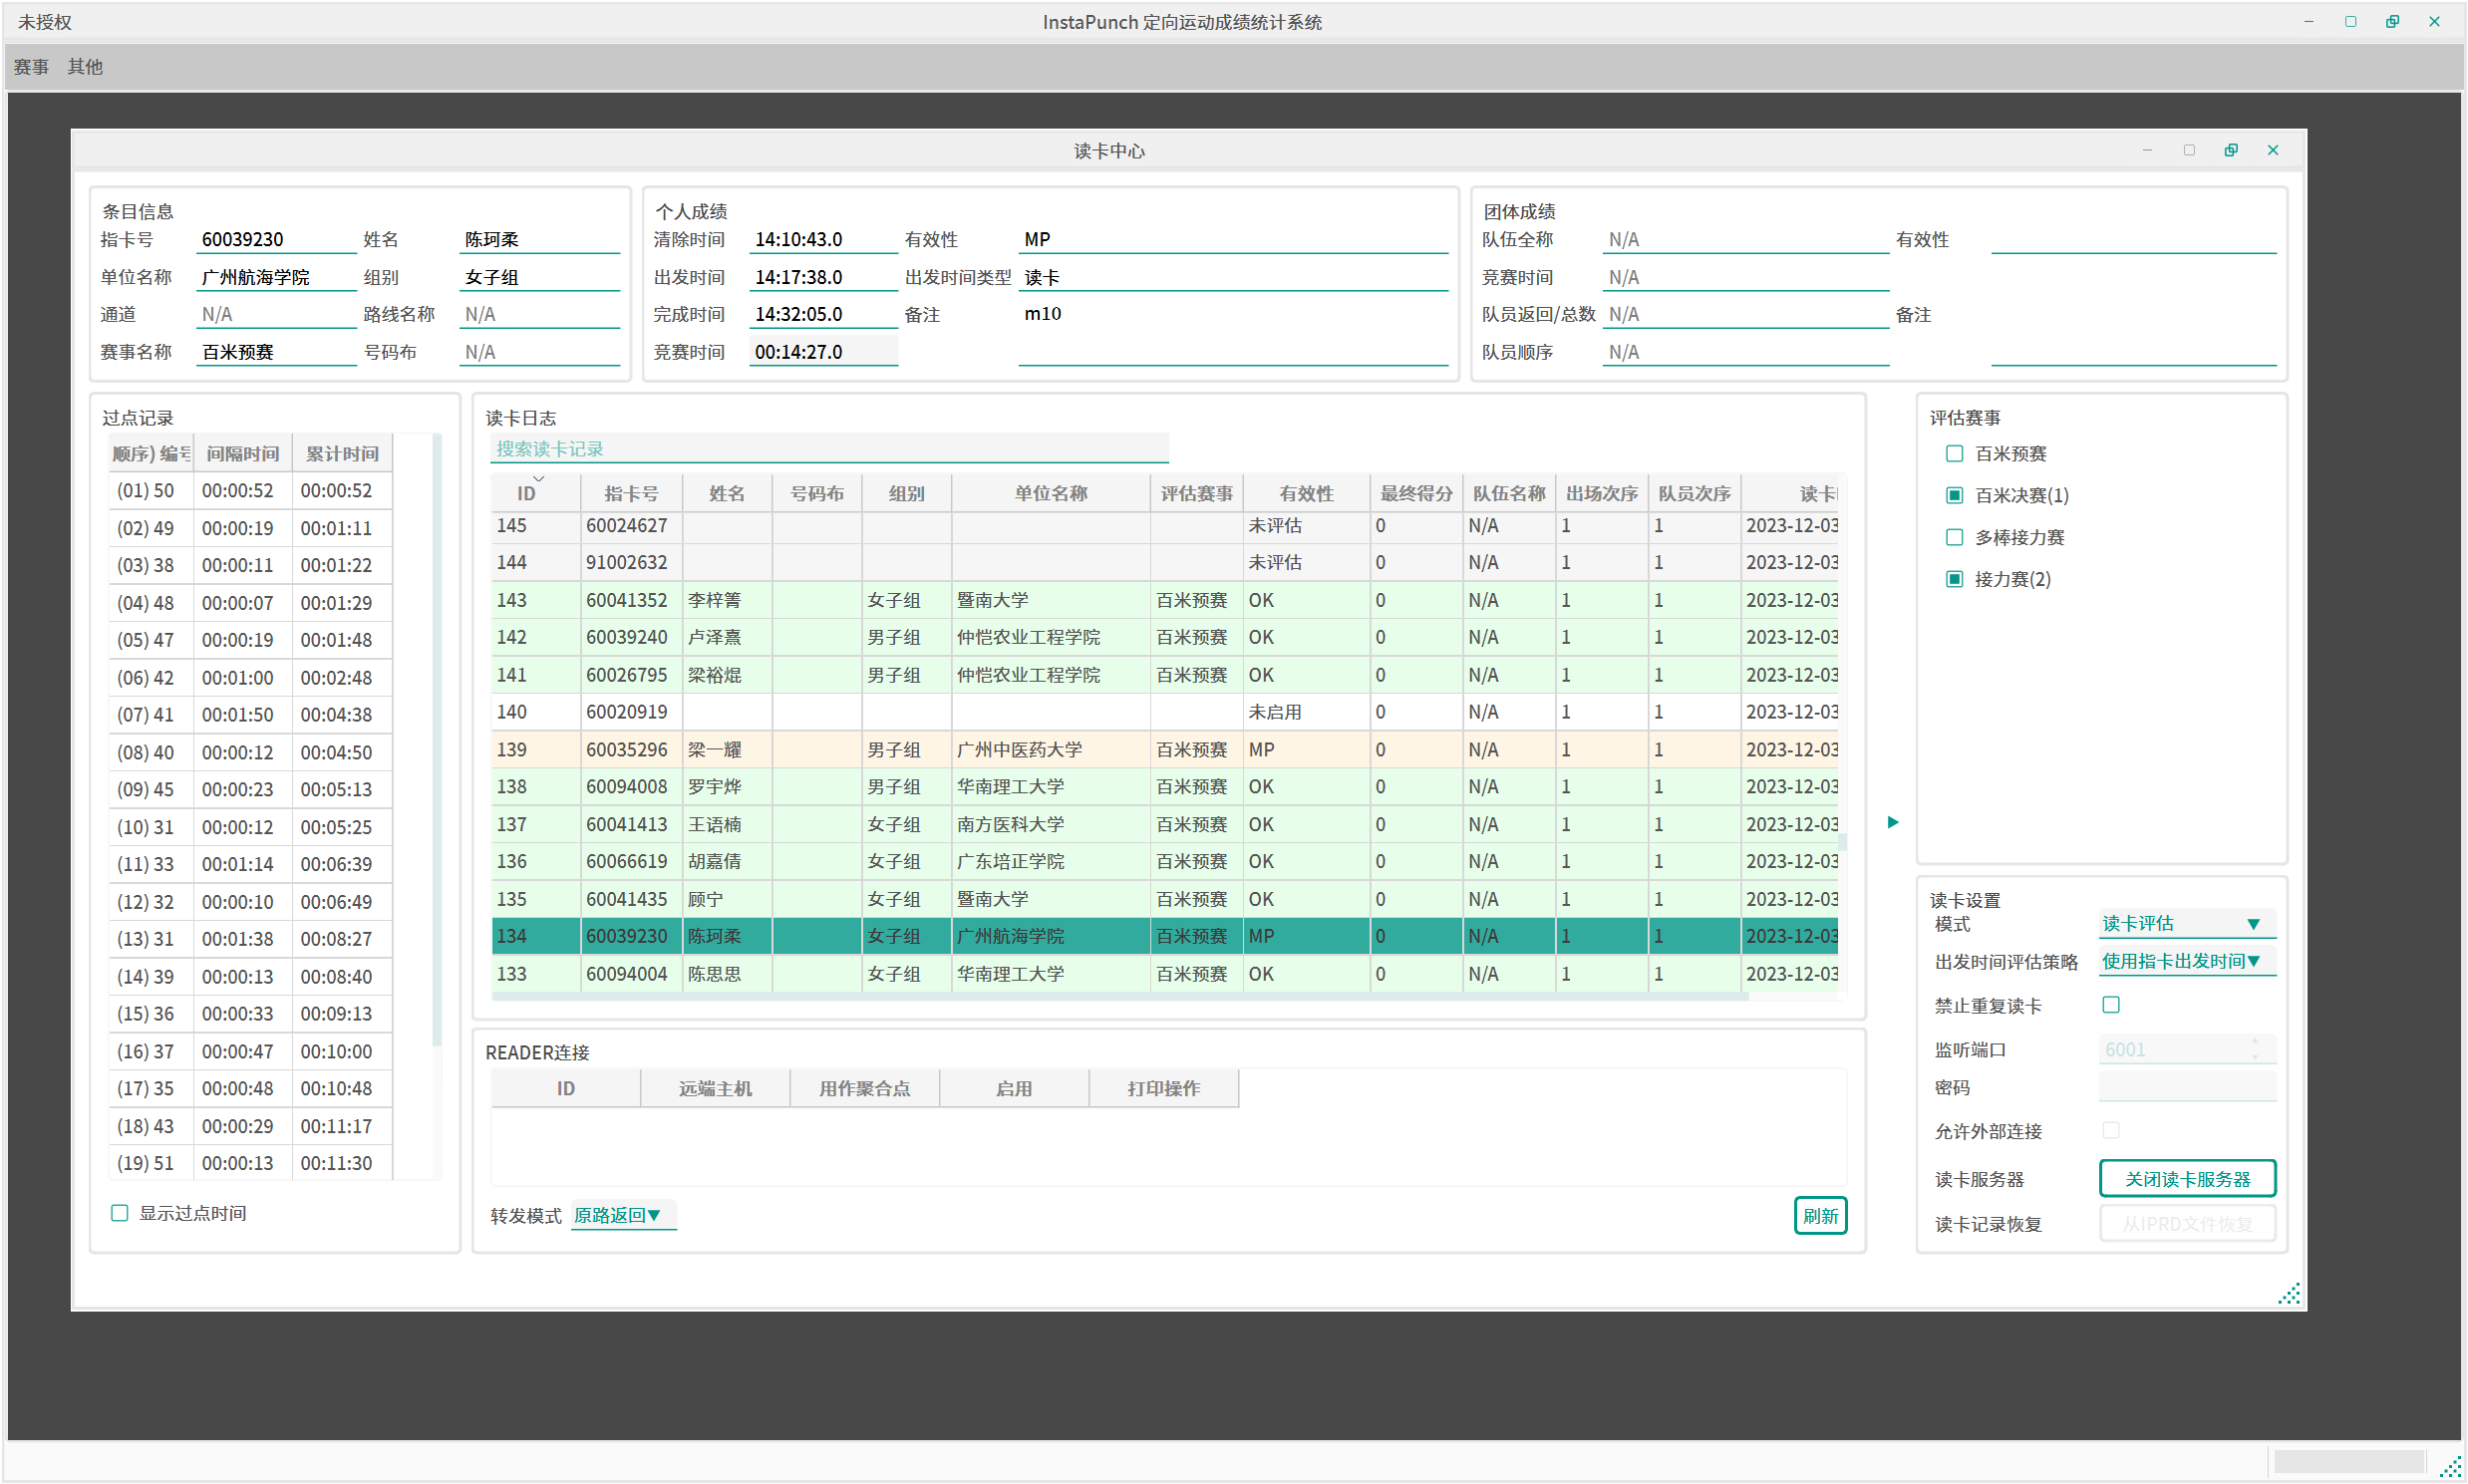 未授权
InstaPunch 定向运动成绩统计系统
赛事 其他
读卡中心
条目信息
指卡号 60039230 姓名 陈珂柔
单位名称 广州航海学院 组别 女子组
通道 N/A 路线名称 N/A
赛事名称 百米预赛 号码布 N/A
个人成绩
清除时间 14:10:43.0 有效性 MP
出发时间 14:17:38.0 出发时间类型 读卡
完成时间 14:32:05.0 备注 m10
竞赛时间 00:14:27.0
团体成绩
队伍全称 N/A 有效性
竞赛时间 N/A
队员返回/总数 N/A 备注
队员顺序 N/A
过点记录
顺序) 编号 间隔时间 累计时间
(01) 50 00:00:52 00:00:52
(02) 49 00:00:19 00:01:11
(03) 38 00:00:11 00:01:22
(04) 48 00:00:07 00:01:29
(05) 47 00:00:19 00:01:48
(06) 42 00:01:00 00:02:48
(07) 41 00:01:50 00:04:38
(08) 40 00:00:12 00:04:50
(09) 45 00:00:23 00:05:13
(10) 31 00:00:12 00:05:25
(11) 33 00:01:14 00:06:39
(12) 32 00:00:10 00:06:49
(13) 31 00:01:38 00:08:27
(14) 39 00:00:13 00:08:40
(15) 36 00:00:33 00:09:13
(16) 37 00:00:47 00:10:00
(17) 35 00:00:48 00:10:48
(18) 43 00:00:29 00:11:17
(19) 51 00:00:13 00:11:30
显示过点时间
读卡日志
搜索读卡记录
ID 指卡号 姓名 号码布 组别 单位名称 评估赛事 有效性 最终得分 队伍名称 出场次序 队员次序 读卡
145 60024627 未评估 0 N/A 1 1 2023-12-03
144 91002632 未评估 0 N/A 1 1 2023-12-03
143 60041352 李梓箐 女子组 暨南大学 百米预赛 OK 0 N/A 1 1 2023-12-03
142 60039240 卢泽熹 男子组 仲恺农业工程学院 百米预赛 OK 0 N/A 1 1 2023-12-03
141 60026795 梁裕焜 男子组 仲恺农业工程学院 百米预赛 OK 0 N/A 1 1 2023-12-03
140 60020919 未启用 0 N/A 1 1 2023-12-03
139 60035296 梁一耀 男子组 广州中医药大学 百米预赛 MP 0 N/A 1 1 2023-12-03
138 60094008 罗宇烨 男子组 华南理工大学 百米预赛 OK 0 N/A 1 1 2023-12-03
137 60041413 王语楠 女子组 南方医科大学 百米预赛 OK 0 N/A 1 1 2023-12-03
136 60066619 胡嘉倩 女子组 广东培正学院 百米预赛 OK 0 N/A 1 1 2023-12-03
135 60041435 顾宁 女子组 暨南大学 百米预赛 OK 0 N/A 1 1 2023-12-03
134 60039230 陈珂柔 女子组 广州航海学院 百米预赛 MP 0 N/A 1 1 2023-12-03
133 60094004 陈思思 女子组 华南理工大学 百米预赛 OK 0 N/A 1 1 2023-12-03
READER连接
ID 远端主机 用作聚合点 启用 打印操作
转发模式 原路返回▼ 刷新
评估赛事
百米预赛
百米决赛(1)
多棒接力赛
接力赛(2)
读卡设置
模式 读卡评估 ▼
出发时间评估策略 使用指卡出发时间▼
禁止重复读卡
监听端口 6001
密码
允许外部连接
读卡服务器 关闭读卡服务器
读卡记录恢复 从IPRD文件恢复